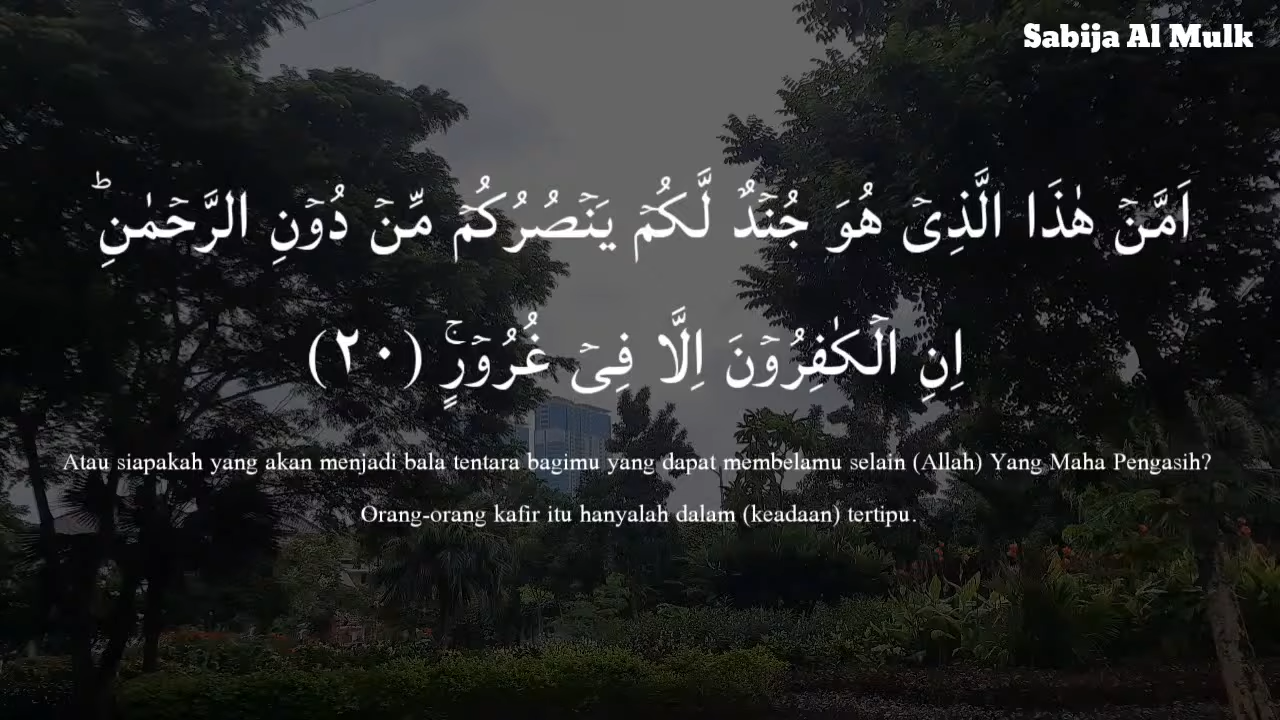 Sabija Al Mulk
اَمَّنۡ هٰذَا الَّذِىۡ هُوَ جُنۡدٌ لَّكُمۡ يَنۡصُرُكُمۡ مِّنۡ دُوۡنِ الرَّحۡمٰنِؕ
اِنِ الۡكٰفِرُوۡنَ اِلَّا فِىۡ غُرُوۡرٍۚ (٢٠)
Atau siapakah yang akan menjadi bala tentara bagimu yang dapat membelamu selain (Allah) Yang Maha Pengasih?
Orang-orang kafir itu hanyalah dalam (keadaan) tertipu.